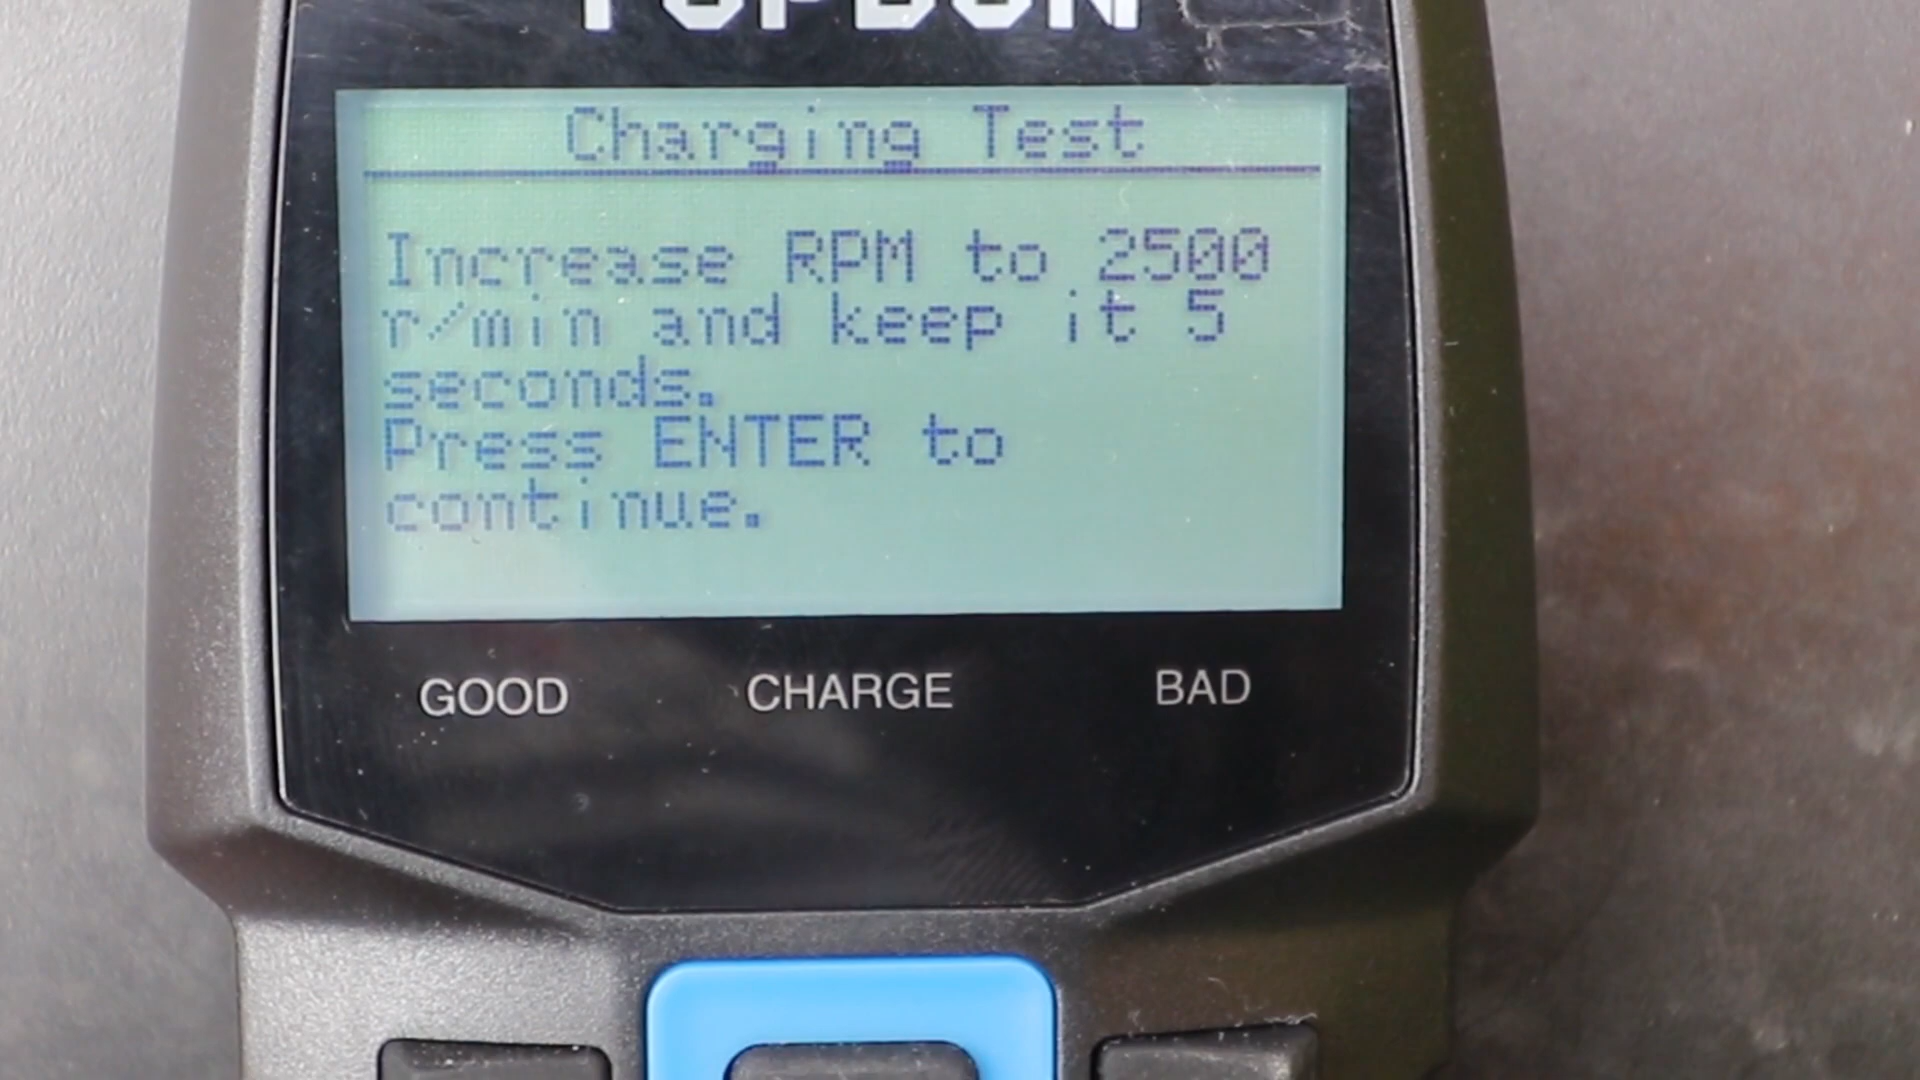 TOPDON
Charging Test
Increase RPM to 2500
r/min and keep it 5
seconds.
Press ENTER to
continue.
GOOD CHARGE BAD